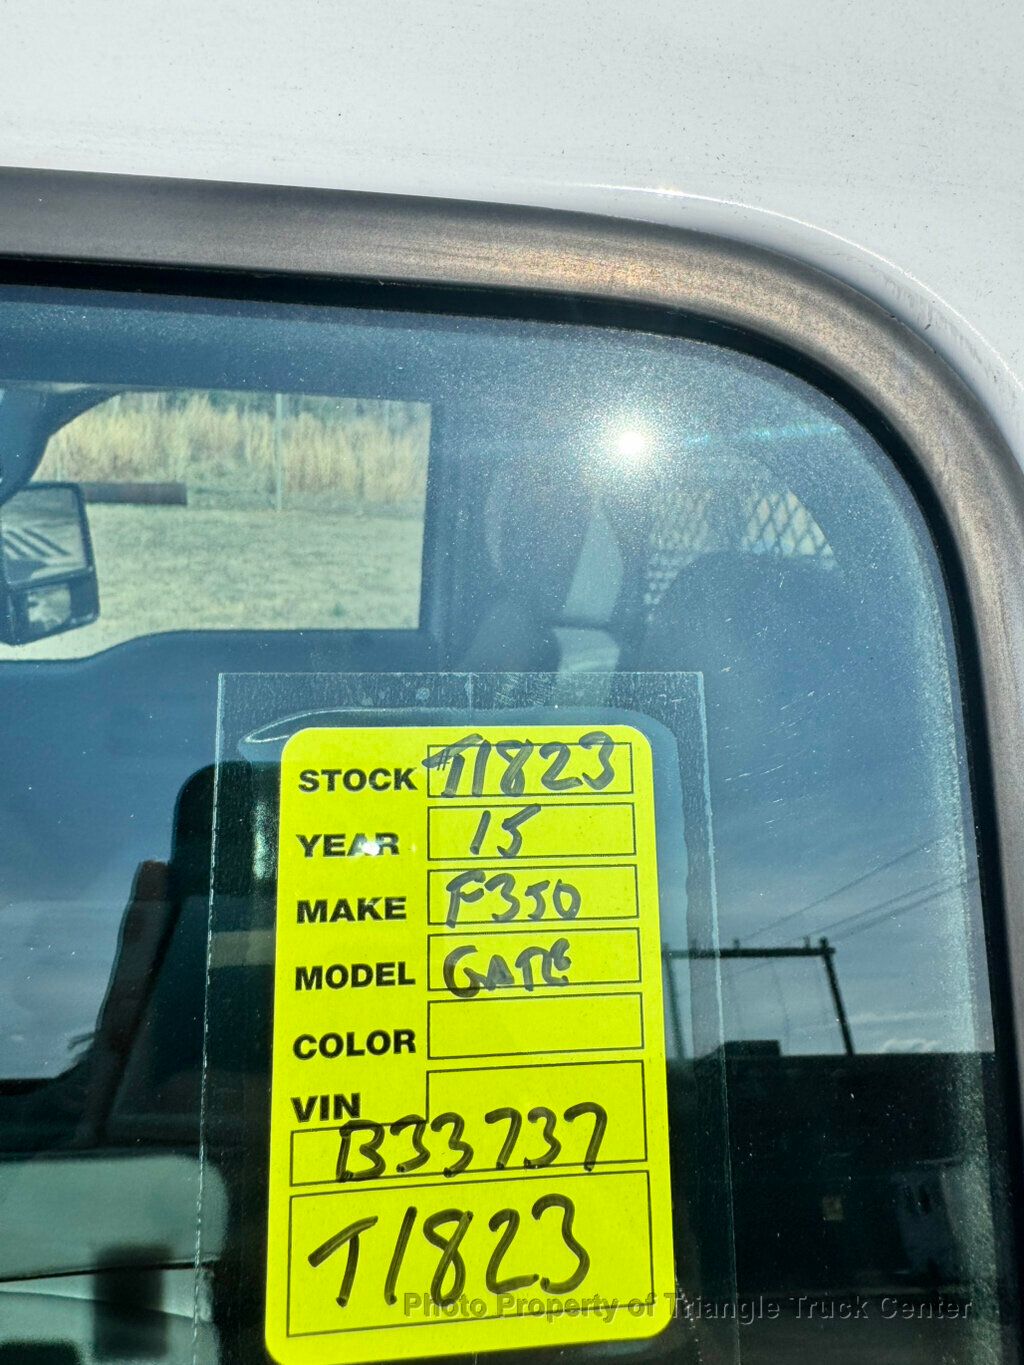 STOCK #T1823
YEAR 15
MAKE F350
MODEL GATE
COLOR
VIN
B33737
T1823
Photo Property of Triangle Truck Center